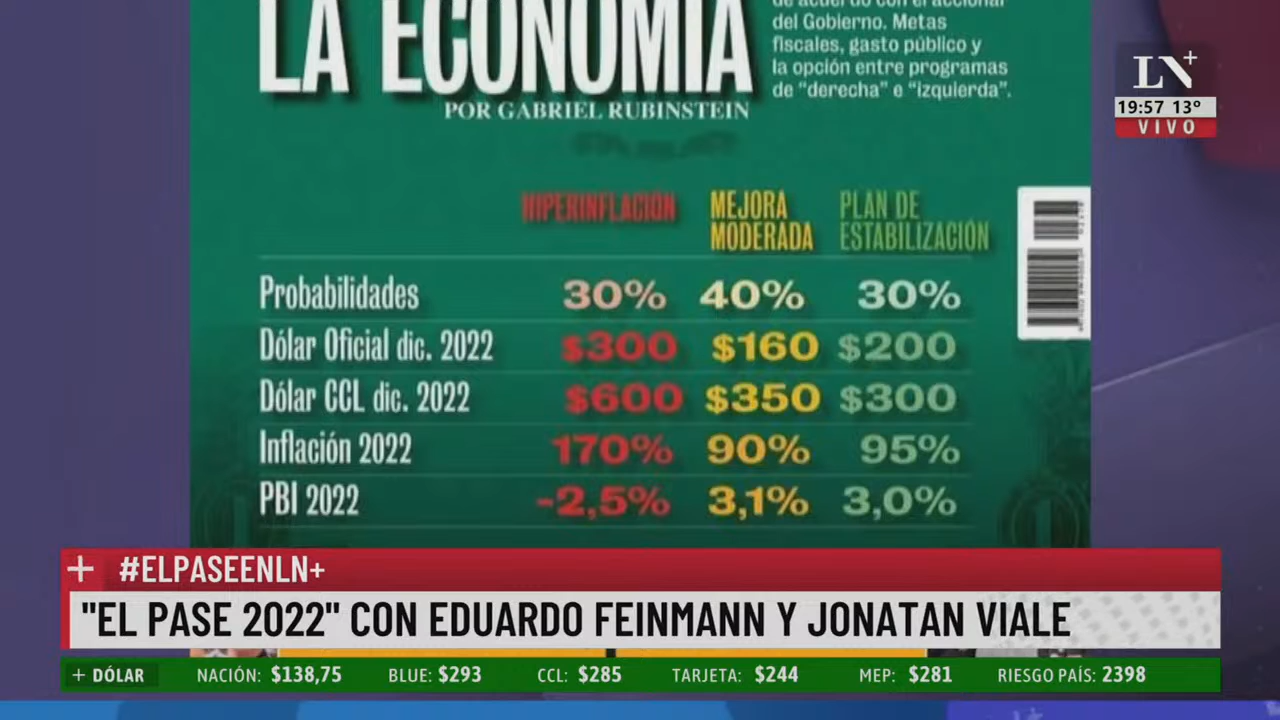 LA ECONOMÍA
POR GABRIEL RUBINSTEIN
del Gobierno. Metas
fiscales, gasto público y
la opción entre programas
de “derecha” e “izquierda”.
LN+
19:57 13º
VIVO
HIPERINFLACIÓN MEJORA MODERADA PLAN DE ESTABILIZACIÓN
Probabilidades 30% 40% 30%
Dólar Oficial dic. 2022 $300 $160 $200
Dólar CCL dic. 2022 $600 $350 $300
Inflación 2022 170% 90% 95%
PBI 2022 -2,5% 3,1% 3,0%
+ #ELPASEENLN+
"EL PASE 2022" CON EDUARDO FEINMANN Y JONATAN VIALE
+ DÓLAR NACIÓN: $138,75 BLUE: $293 CCL: $285 TARJETA: $244 MEP: $281 RIESGO PAÍS: 2398